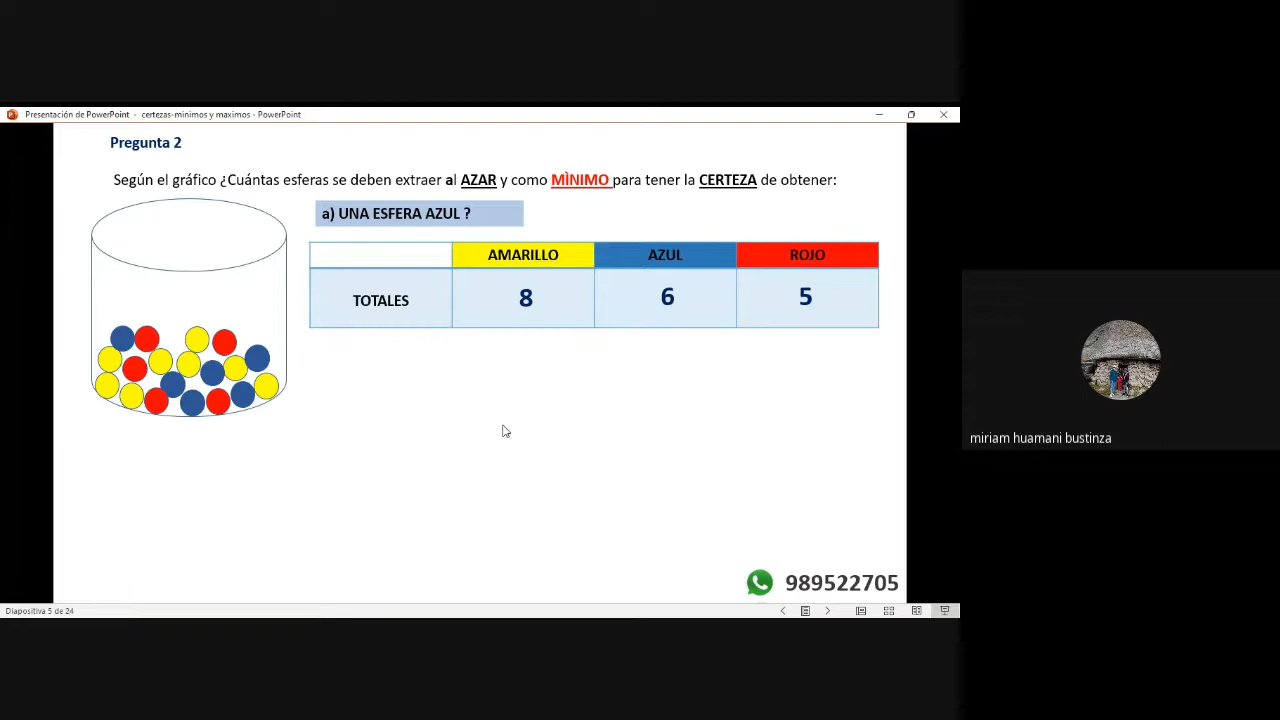 Presentación de PowerPoint - certezas-minimos y maximos - PowerPoint
Pregunta 2
Según el gráfico ¿Cuántas esferas se deben extraer al AZAR y como MÌNIMO para tener la CERTEZA de obtener:
a) UNA ESFERA AZUL ?
AMARILLO AZUL ROJO
TOTALES 8 6 5
miriam huamani bustinza
989522705
Diapositiva 5 de 24